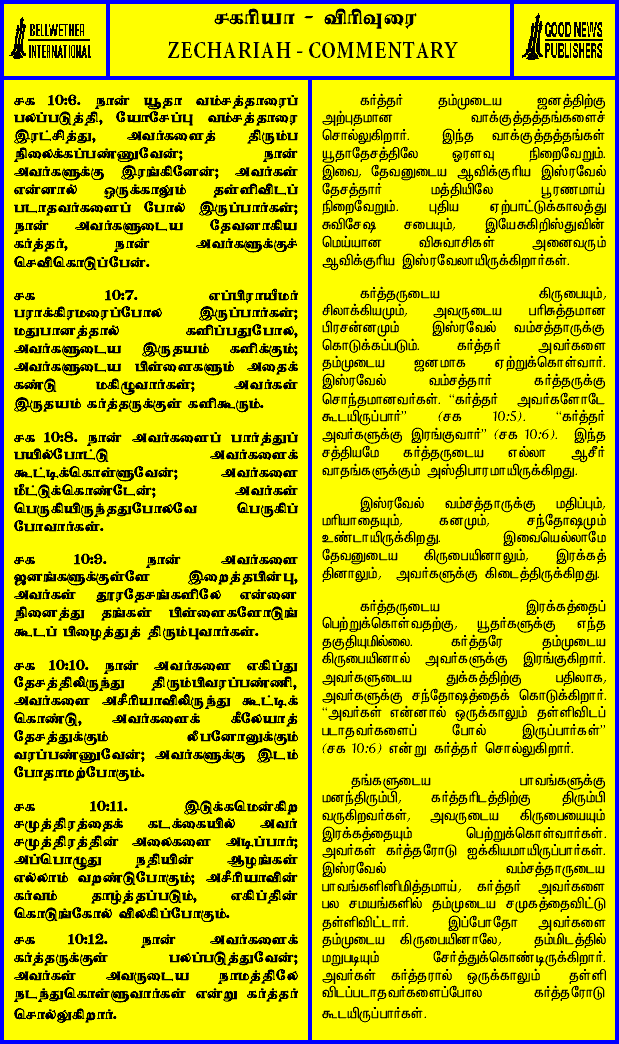 BELLWETHER
INTERNATIONAL
சகரியா - விரிவுரை
ZECHARIAH - COMMENTARY
GOOD NEWS
PUBLISHERS
சக 10:6. நான் யூதா வம்சத்தாரைப்
பலப்படுத்தி, யோசேப்பு வம்சத்தாரை
இரட்சித்து, அவர்களைத் திரும்ப
நிலைக்கப்பண்ணுவேன்; நான்
அவர்களுக்கு இரங்கினேன்; அவர்கள்
என்னால் ஒருக்காலும் தள்ளிவிடப்
படாதவர்களைப் போல் இருப்பார்கள்;
நான் அவர்களுடைய தேவனாகிய
கர்த்தர், நான் அவர்களுக்குச்
செவிகொடுப்பேன்.
சக 10:7. எப்பிராயீமர்
பராக்கிரமரைப்போல இருப்பார்கள்;
மதுபானத்தால் களிப்பதுபோல,
அவர்களுடைய இருதயம் களிக்கும்;
அவர்களுடைய பிள்ளைகளும் அதைக்
கண்டு மகிழுவார்கள்; அவர்கள்
இருதயம் கர்த்தருக்குள் களிகூரும்.
சக 10:8. நான் அவர்களைப் பார்த்துப்
பயில்போட்டு அவர்களைக்
கூட்டிக்கொள்ளுவேன்; அவர்களை
மீட்டுக்கொண்டேன்; அவர்கள்
பெருகியிருந்ததுபோலவே பெருகிப்
போவார்கள்.
சக 10:9. நான் அவர்களை
ஜனங்களுக்குள்ளே இறைத்தபின்பு,
அவர்கள் தூரதேசங்களிலே என்னை
நினைத்து தங்கள் பிள்ளைகளோடுங்
கூடப் பிழைத்துத் திரும்புவார்கள்.
சக 10:10. நான் அவர்களை எகிப்து
தேசத்திலிருந்து திரும்பிவரப்பண்ணி,
அவர்களை அசீரியாவிலிருந்து கூட்டிக்
கொண்டு, அவர்களைக் கீலேயாத்
தேசத்துக்கும் லீபனோனுக்கும்
வரப்பண்ணுவேன்; அவர்களுக்கு இடம்
போதாமற்போகும்.
சக 10:11. இடுக்கமென்கிற
சமுத்திரத்தைக் கடக்கையில் அவர்
சமுத்திரத்தின் அலைகளை அடிப்பார்;
அப்பொழுது நதியின் ஆழங்கள்
எல்லாம் வறண்டுபோகும்; அசீரியாவின்
கர்வம் தாழ்த்தப்படும், எகிப்தின்
கொடுங்கோல் விலகிப்போகும்.
சக 10:12. நான் அவர்களைக்
கர்த்தருக்குள் பலப்படுத்துவேன்;
அவர்கள் அவருடைய நாமத்திலே
நடந்துகொள்ளுவார்கள் என்று கர்த்தர்
சொல்லுகிறார்.
கர்த்தர் தம்முடைய ஜனத்திற்கு
அற்புதமான வாக்குத்தத்தங்களைச்
சொல்லுகிறார். இந்த வாக்குத்தத்தங்கள்
யூதாதேசத்திலே ஓரளவு நிறைவேறும்.
இவை, தேவனுடைய ஆவிக்குரிய இஸ்ரவேல்
தேசத்தார் மத்தியிலே பூரணமாய்
நிறைவேறும். புதிய ஏற்பாட்டுக்காலத்து
சுவிசேஷ சபையும், இயேசுகிறிஸ்துவின்
மெய்யான விசுவாசிகள் அனைவரும்
ஆவிக்குரிய இஸ்ரவேலாயிருக்கிறார்கள்.
கர்த்தருடைய கிருபையும்,
சிலாக்கியமும், அவருடைய பரிசுத்தமான
பிரசன்னமும் இஸ்ரவேல் வம்சத்தாருக்கு
கொடுக்கப்படும். கர்த்தர் அவர்களை
தம்முடைய ஜனமாக ஏற்றுக்கொள்வார்.
இஸ்ரவேல் வம்சத்தார் கர்த்தருக்கு
சொந்தமானவர்கள். “கர்த்தர் அவர்களோடே
கூடயிருப்பார்” (சக 10:5). “கர்த்தர்
அவர்களுக்கு இரங்குவார்” (சக 10:6). இந்த
சத்தியமே கர்த்தருடைய எல்லா ஆசீர்
வாதங்களுக்கும் அஸ்திபாரமாயிருக்கிறது.
இஸ்ரவேல் வம்சத்தாருக்கு மதிப்பும்,
மரியாதையும், கனமும், சந்தோஷமும்
உண்டாயிருக்கிறது. இவையெல்லாமே
தேவனுடைய கிருபையினாலும், இரக்கத்
தினாலும், அவர்களுக்கு கிடைத்திருக்கிறது.
கர்த்தருடைய இரக்கத்தைப்
பெற்றுக்கொள்வதற்கு, யூதர்களுக்கு எந்த
தகுதியுமில்லை. கர்த்தரே தம்முடைய
கிருபையினால் அவர்களுக்கு இரங்குகிறார்.
அவர்களுடைய துக்கத்திற்கு பதிலாக,
அவர்களுக்கு சந்தோஷத்தைக் கொடுக்கிறார்.
“அவர்கள் என்னால் ஒருக்காலும் தள்ளிவிடப்
படாதவர்களைப் போல் இருப்பார்கள்”
(சக 10:6) என்று கர்த்தர் சொல்லுகிறார்.
தங்களுடைய பாவங்களுக்கு
மனந்திரும்பி, கர்த்தரிடத்திற்கு திரும்பி
வருகிறவர்கள், அவருடைய கிருபையையும்
இரக்கத்தையும் பெற்றுக்கொள்வார்கள்.
அவர்கள் கர்த்தரோடு ஐக்கியமாயிருப்பார்கள்.
இஸ்ரவேல் வம்சத்தாருடைய
பாவங்களினிமித்தமாய், கர்த்தர் அவர்களை
பல சமயங்களில் தம்முடைய சமுகத்தைவிட்டு
தள்ளிவிட்டார். இப்போதோ அவர்களை
தம்முடைய கிருபையினாலே, தம்மிடத்தில்
மறுபடியும் சேர்த்துக்கொண்டிருக்கிறார்.
அவர்கள் கர்த்தரால் ஒருக்காலும் தள்ளி
விடப்படாதவர்களைப்போல கர்த்தரோடு
கூடயிருப்பார்கள்.